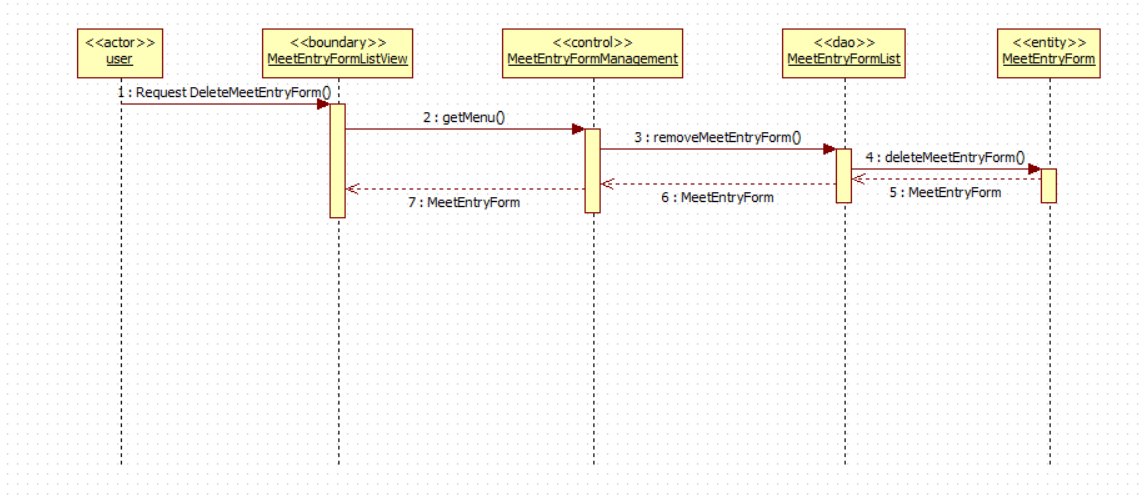 <<actor>>
user
<<boundary>>
MeetEntryFormListView
<<control>>
MeetEntryFormManagement
<<dao>>
MeetEntryFormList
<<entity>>
MeetEntryForm
1 : Request DeleteMeetEntryForm()
2 : getMenu()
3 : removeMeetEntryForm()
4 : deleteMeetEntryForm()
5 : MeetEntryForm
6 : MeetEntryForm
7 : MeetEntryForm